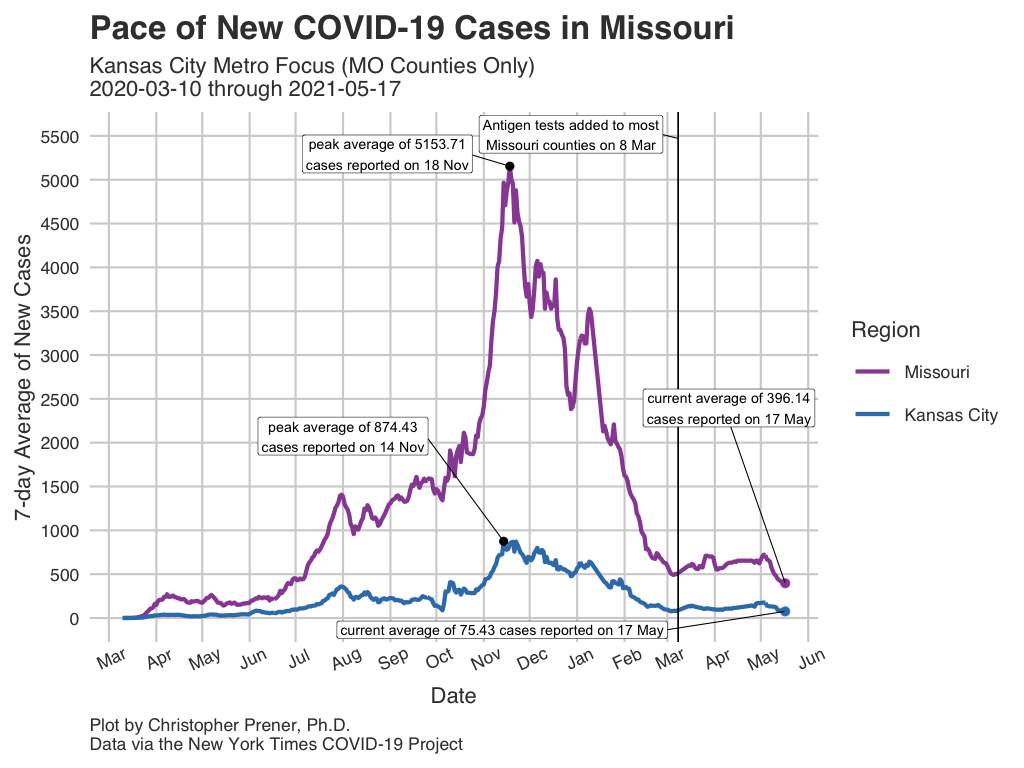 Pace of New COVID-19 Cases in Missouri
Kansas City Metro Focus (MO Counties Only)
2020-03-10 through 2021-05-17
Antigen tests added to most
Missouri counties on 8 Mar
peak average of 5153.71
cases reported on 18 Nov
current average of 396.14
cases reported on 17 May
peak average of 874.43
cases reported on 14 Nov
current average of 75.43 cases reported on 17 May
7-day Average of New Cases
5500
5000
4500
4000
3500
3000
2500
2000
1500
1000
500
0
Mar Apr May Jun Jul Aug Sep Oct Nov Dec Jan Feb Mar Apr May Jun
Date
Region
Missouri
Kansas City
Plot by Christopher Prener, Ph.D.
Data via the New York Times COVID-19 Project